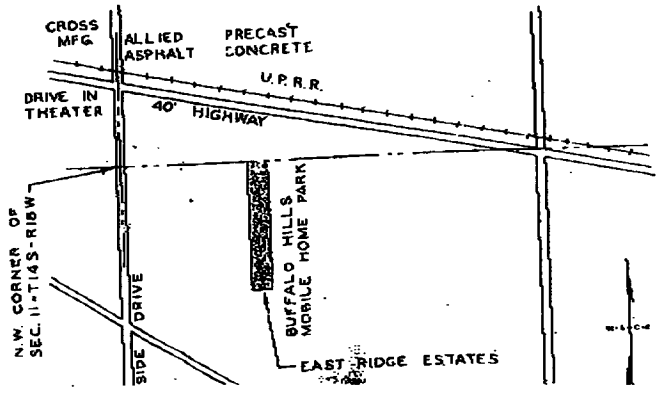 CROSS
MFG.
ALLIED
ASPHALT
PRECAST
CONCRETE
U.P.R.R.
DRIVE IN
THEATER
40' HIGHWAY
N.W. CORNER OF
SEC. 11-T14S-R18W
SIDE DRIVE
BUFFALO HILLS
MOBILE HOME PARK
EAST RIDGE ESTATES